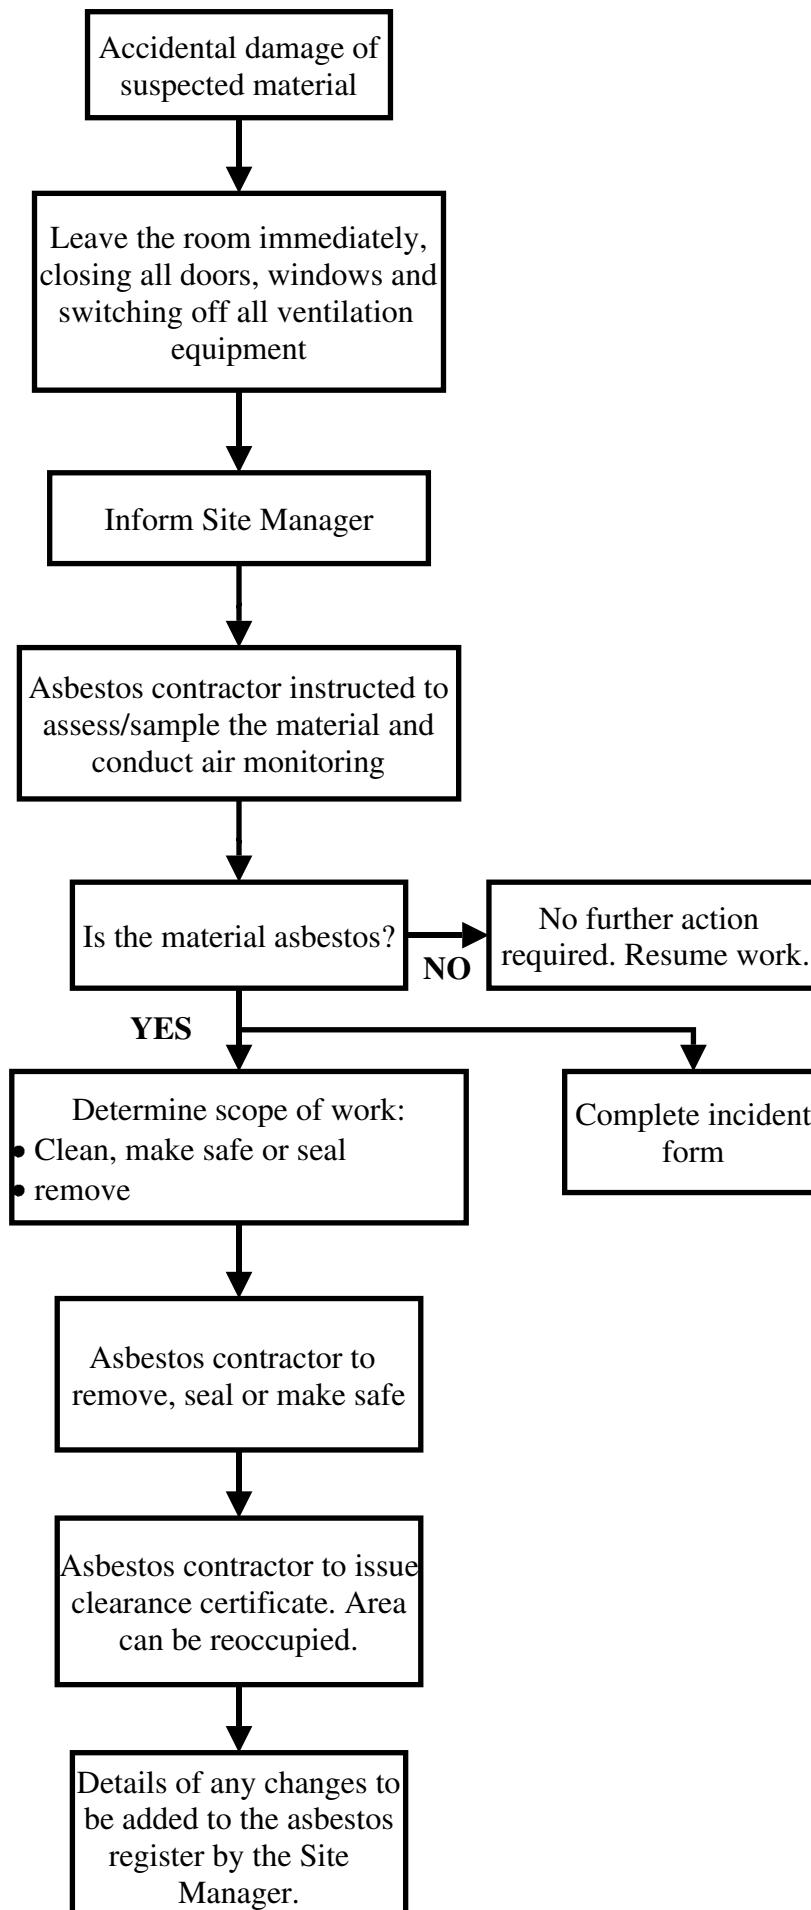 Accidental damage of
suspected material
Leave the room immediately,
closing all doors, windows and
switching off all ventilation
equipment
Inform Site Manager
Asbestos contractor instructed to
assess/sample the material and
conduct air monitoring
Is the material asbestos?
NO
No further action
required. Resume work.
YES
Determine scope of work:
• Clean, make safe or seal
• remove
Complete incident
form
Asbestos contractor to
remove, seal or make safe
Asbestos contractor to issue
clearance certificate. Area
can be reoccupied.
Details of any changes to
be added to the asbestos
register by the Site
Manager.